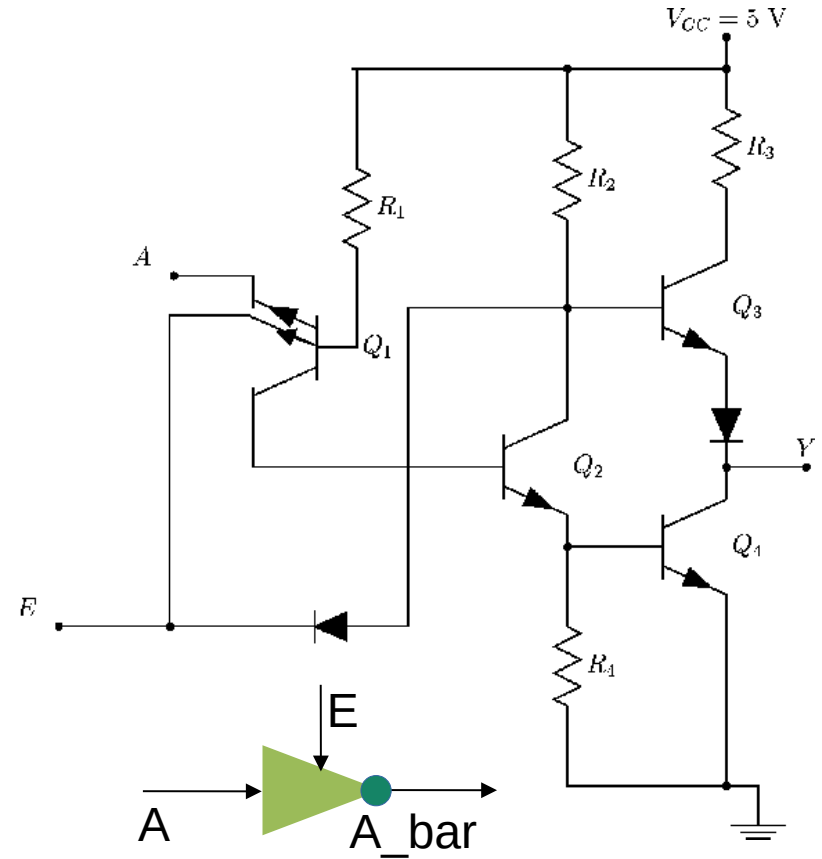 V_CC = 5 V
R_3
R_2
R_1
A
Q_3
Q_1
Y
Q_2
Q_4
E
R_4
E
A
A_bar